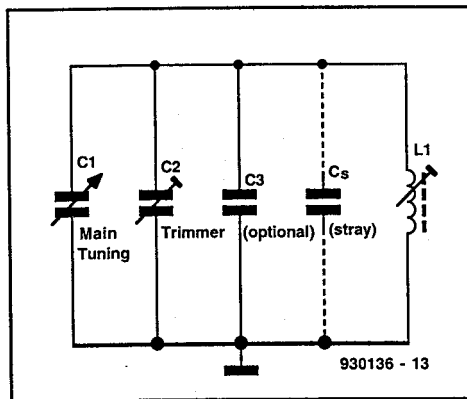 C1
C2
C3
Cs
L1
Main
Tuning
Trimmer
(optional)
(stray)
930136 - 13